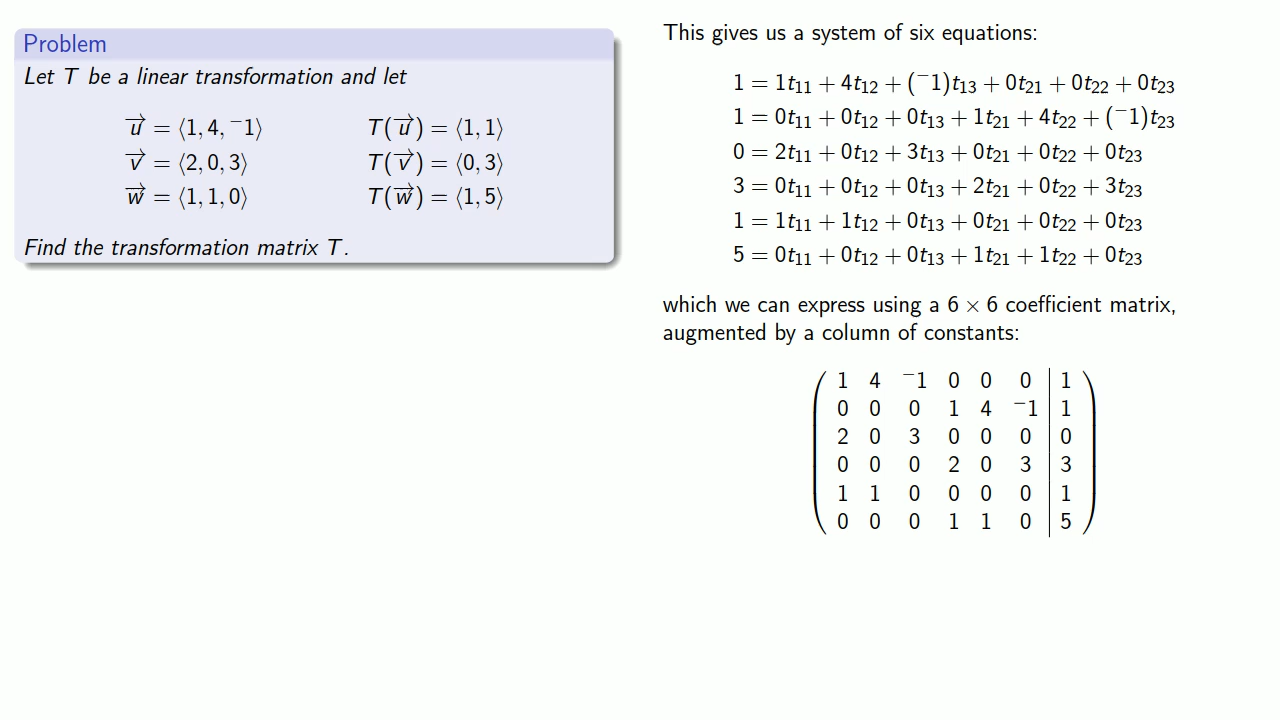 Problem
Let T be a linear transformation and let
u⃗ = ⟨1, 4, ⁻1⟩ T(u⃗) = ⟨1, 1⟩
v⃗ = ⟨2, 0, 3⟩ T(v⃗) = ⟨0, 3⟩
w⃗ = ⟨1, 1, 0⟩ T(w⃗) = ⟨1, 5⟩
Find the transformation matrix T.
This gives us a system of six equations:
1 = 1t₁₁ + 4t₁₂ + (⁻1)t₁₃ + 0t₂₁ + 0t₂₂ + 0t₂₃
1 = 0t₁₁ + 0t₁₂ + 0t₁₃ + 1t₂₁ + 4t₂₂ + (⁻1)t₂₃
0 = 2t₁₁ + 0t₁₂ + 3t₁₃ + 0t₂₁ + 0t₂₂ + 0t₂₃
3 = 0t₁₁ + 0t₁₂ + 0t₁₃ + 2t₂₁ + 0t₂₂ + 3t₂₃
1 = 1t₁₁ + 1t₁₂ + 0t₁₃ + 0t₂₁ + 0t₂₂ + 0t₂₃
5 = 0t₁₁ + 0t₁₂ + 0t₁₃ + 1t₂₁ + 1t₂₂ + 0t₂₃
which we can express using a 6 × 6 coefficient matrix,
augmented by a column of constants:
1 4 ⁻1 0 0 0 | 1
0 0 0 1 4 ⁻1 | 1
2 0 3 0 0 0 | 0
0 0 0 2 0 3 | 3
1 1 0 0 0 0 | 1
0 0 0 1 1 0 | 5